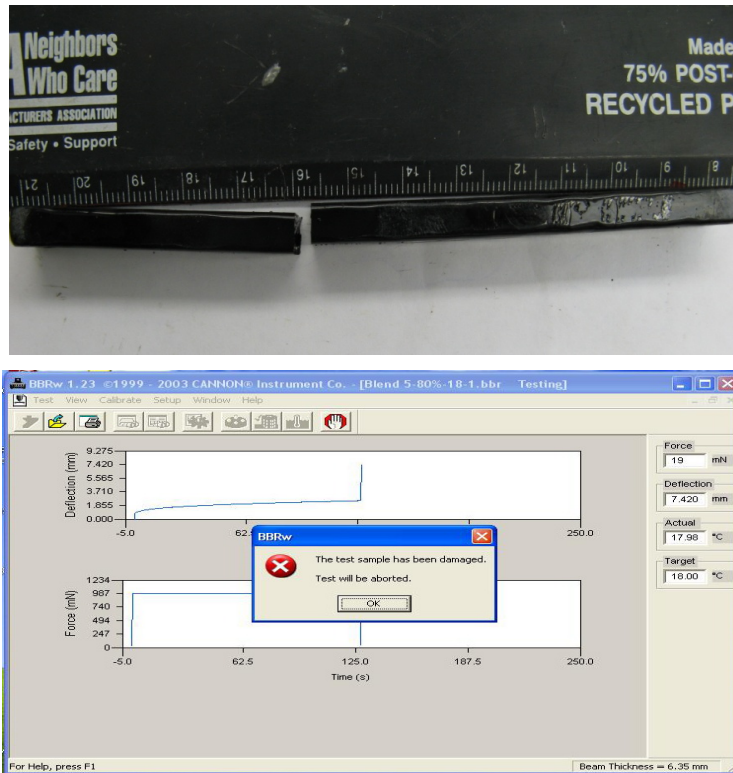 Neighbors
Who Care
CTURERS ASSOCIATION
Safety • Support
Made
75% POST-
RECYCLED P
21 20 19 18 17 16 15 14 13 12 11 10 9 8
BBRw 1.23 ©1999 - 2003 CANNON® Instrument Co. - [Blend 5-80%-18-1.bbr Testing]
Test View Calibrate Setup Window Help
9.275
7.420
5.565
3.710
1.855
0.000
Deflection (mm)
-5.0 62.5 250.0
BBRw
The test sample has been damaged.
Test will be aborted.
OK
1234
987
740
494
247
0
Force (mN)
-5.0 62.5 125.0 187.5 250.0
Time (s)
Force
19 mN
Deflection
7.420 mm
Actual
17.98 °C
Target
18.00 °C
For Help, press F1
Beam Thickness = 6.35 mm